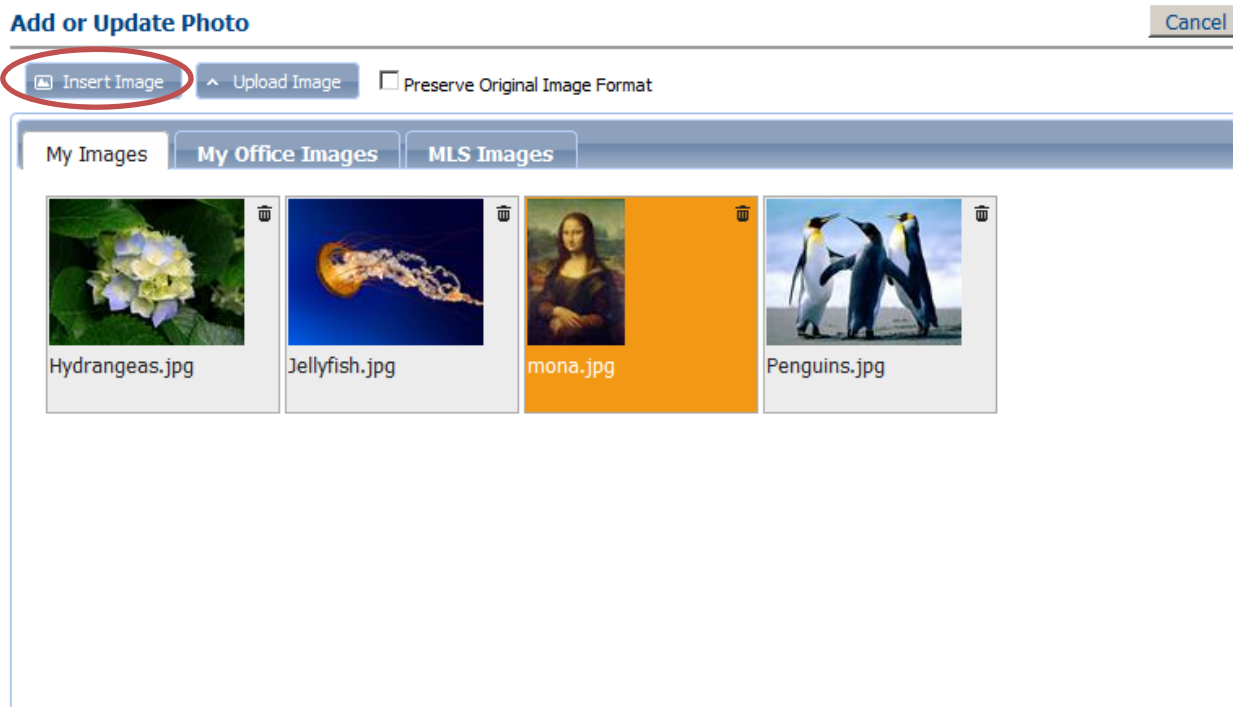 Add or Update Photo Cancel
Insert Image Upload Image Preserve Original Image Format
My Images My Office Images MLS Images
Hydrangeas.jpg Jellyfish.jpg mona.jpg Penguins.jpg